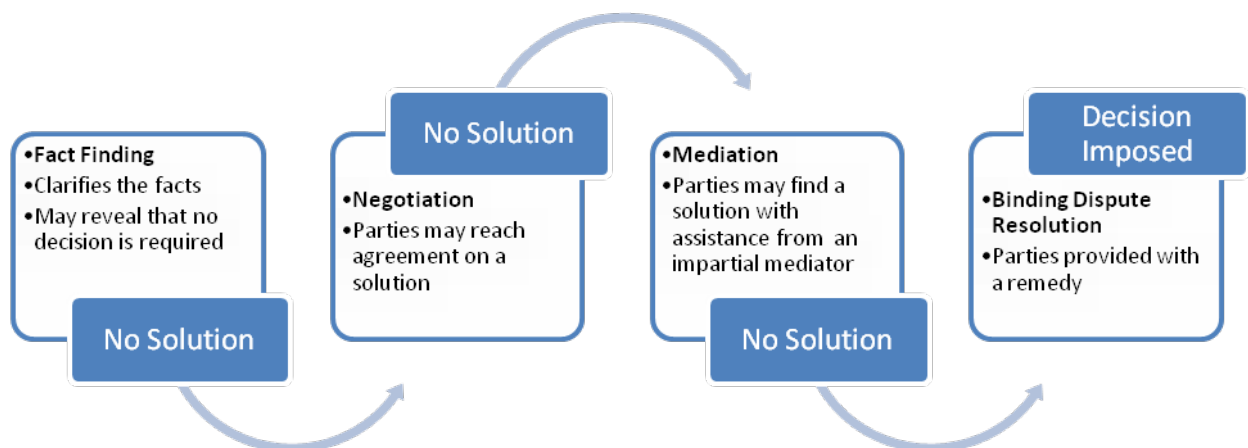 •Fact Finding
•Clarifies the facts
•May reveal that no
decision is required
No Solution
No Solution
•Negotiation
•Parties may reach
agreement on a
solution
•Mediation
•Parties may find a
solution with
assistance from an
impartial mediator
No Solution
Decision
Imposed
•Binding Dispute
Resolution
•Parties provided with
a remedy